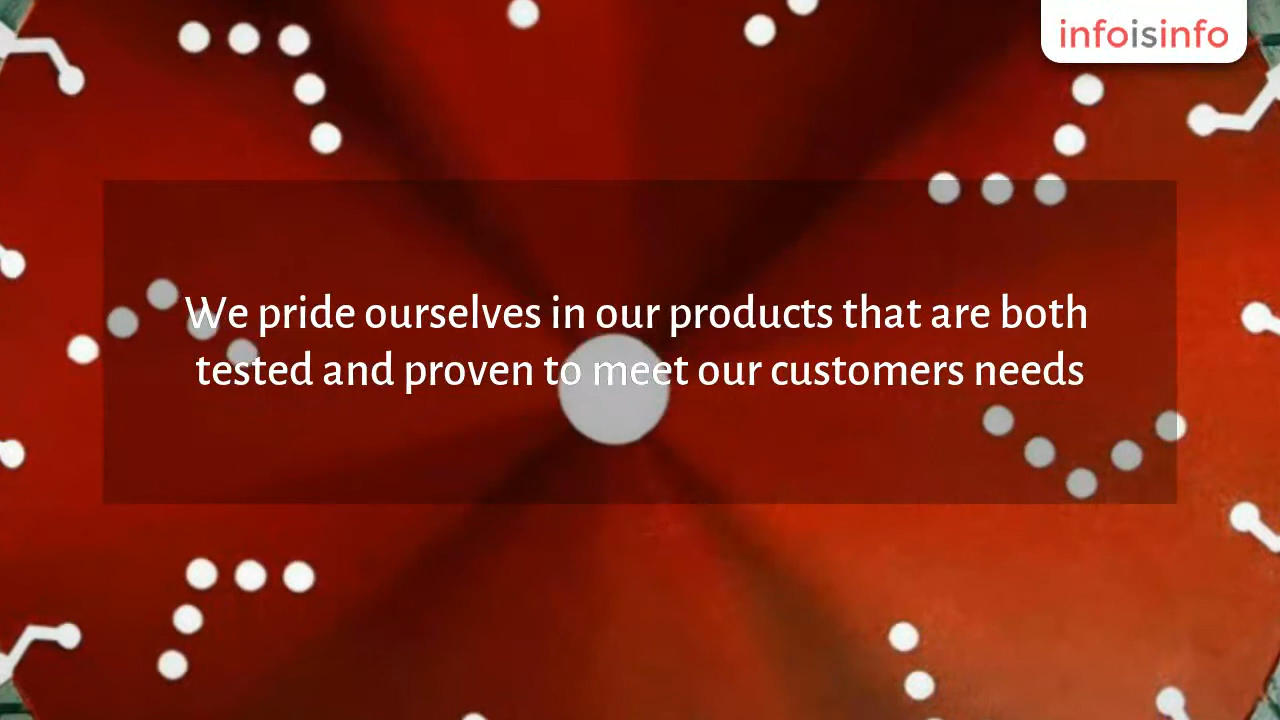 infoisinfo
We pride ourselves in our products that are both
tested and proven to meet our customers needs